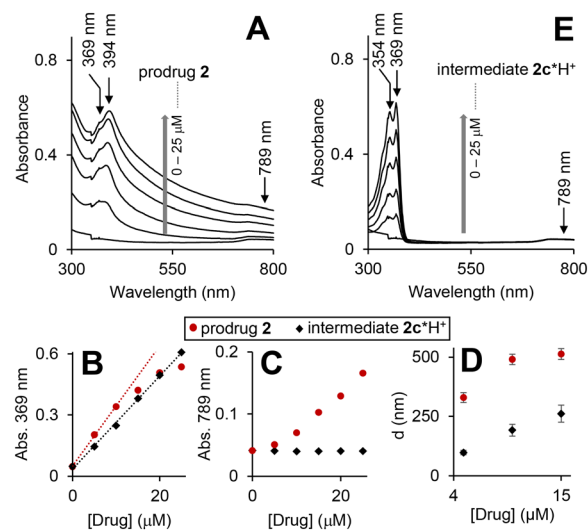 A
369 nm
394 nm
prodrug 2
0 – 25 μM
789 nm
Absorbance
0.8
0.4
0
300
550
800
Wavelength (nm)
E
354 nm
369 nm
intermediate 2c*H⁺
0 – 25 μM
789 nm
Absorbance
0.8
0.4
0
300
550
800
Wavelength (nm)
prodrug 2
intermediate 2c*H⁺
B
Abs. 369 nm
0.6
0.3
0.0
0
20
[Drug] (μM)
C
Abs. 789 nm
0.2
0.1
0
0
20
[Drug] (μM)
D
d (nm)
500
250
0
4
15
[Drug] (μM)